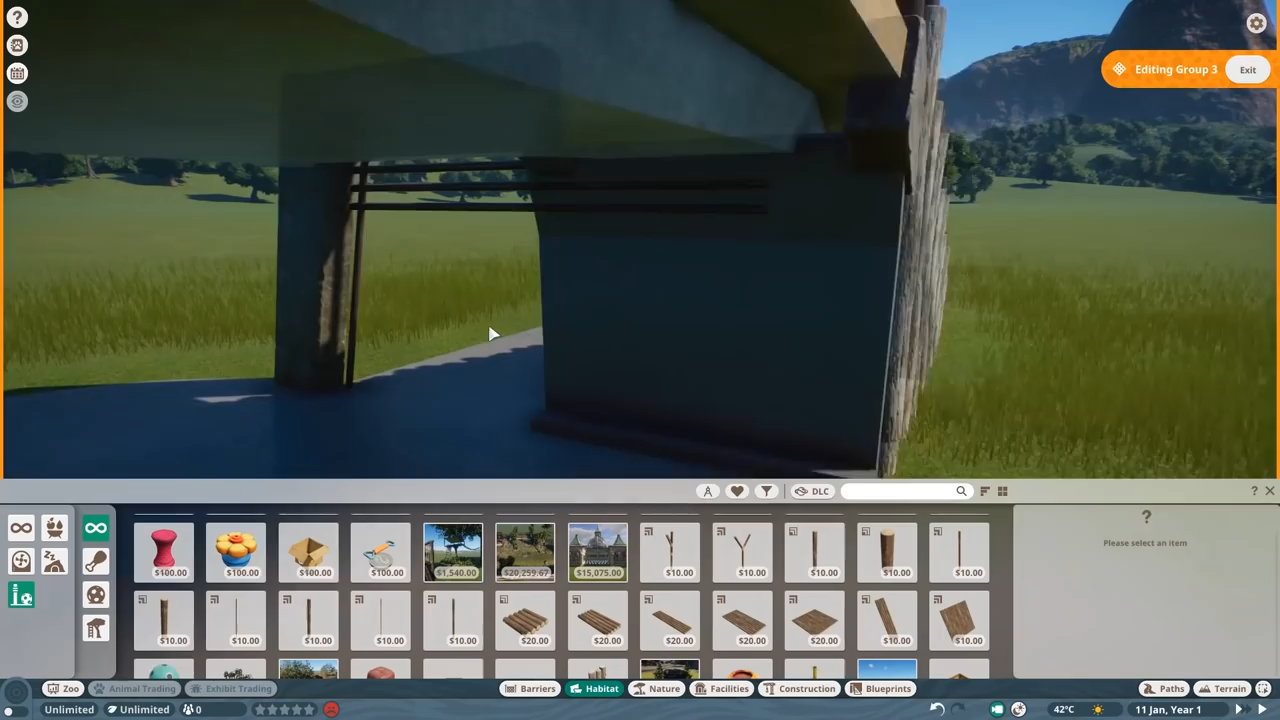 Editing Group 3 Exit
DLC
$100.00 $100.00 $100.00 $100.00 $1,540.00 $20,259.67 $15,075.00 $10.00 $10.00 $10.00 $10.00 $10.00
$10.00 $10.00 $10.00 $10.00 $10.00 $20.00 $20.00 $20.00 $20.00 $20.00 $10.00 $10.00
?
Please select an item
Zoo Animal Trading Exhibit Trading Barriers Habitat Nature Facilities Construction Blueprints Paths Terrain
Unlimited Unlimited 0 42°C 11 Jan, Year 1